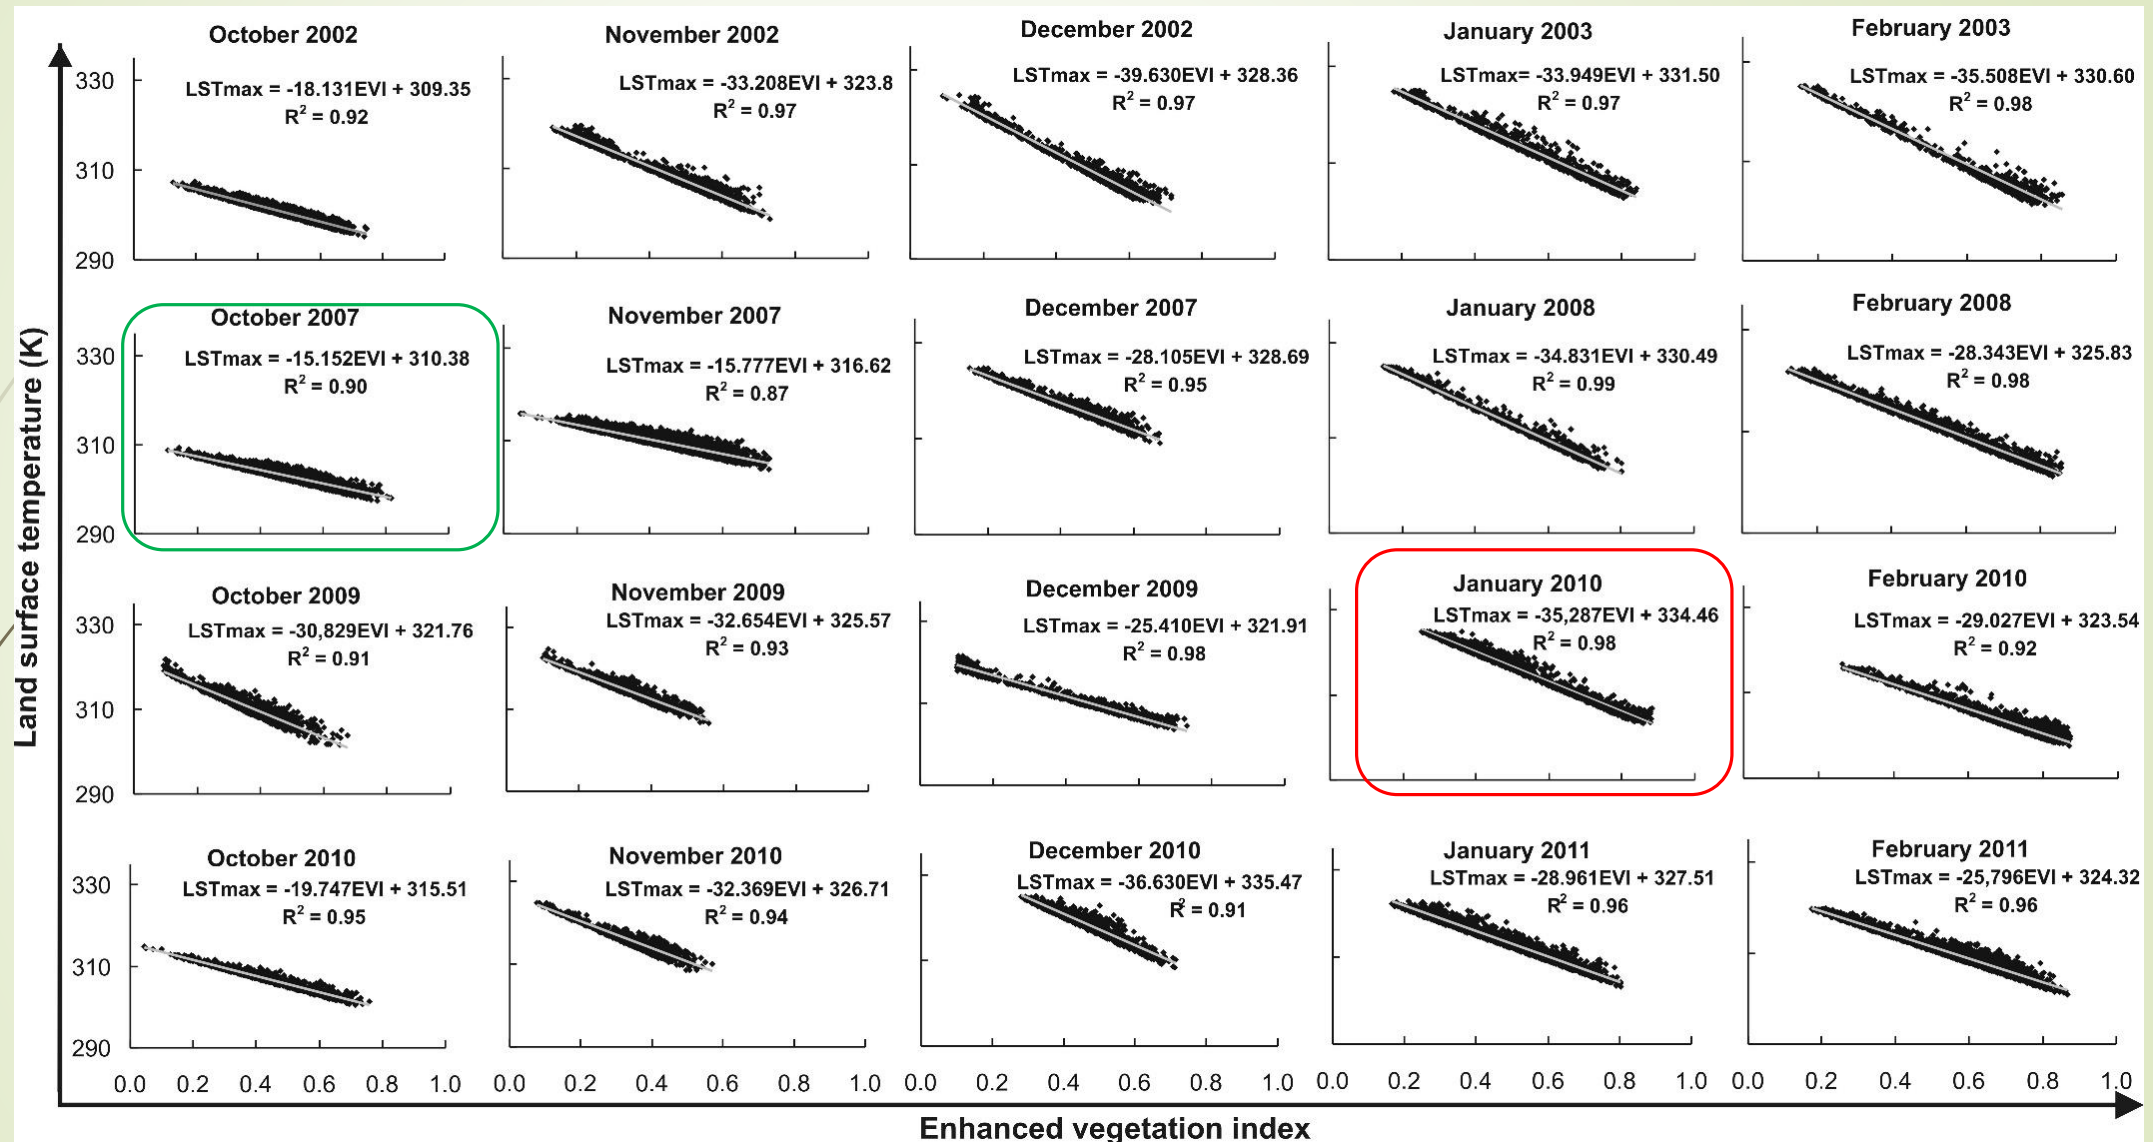 October 2002
LSTmax = -18.131EVI + 309.35
R² = 0.92
November 2002
LSTmax = -33.208EVI + 323.8
R² = 0.97
December 2002
LSTmax = -39.630EVI + 328.36
R² = 0.97
January 2003
LSTmax= -33.949EVI + 331.50
R² = 0.97
February 2003
LSTmax = -35.508EVI + 330.60
R² = 0.98
330
310
290
October 2007
LSTmax = -15.152EVI + 310.38
R² = 0.90
November 2007
LSTmax = -15.777EVI + 316.62
R² = 0.87
December 2007
LSTmax = -28.105EVI + 328.69
R² = 0.95
January 2008
LSTmax = -34.831EVI + 330.49
R² = 0.99
February 2008
LSTmax = -28.343EVI + 325.83
R² = 0.98
330
310
290
October 2009
LSTmax = -30,829EVI + 321.76
R² = 0.91
November 2009
LSTmax = -32.654EVI + 325.57
R² = 0.93
December 2009
LSTmax = -25.410EVI + 321.91
R² = 0.98
January 2010
LSTmax = -35,287EVI + 334.46
R² = 0.98
February 2010
LSTmax = -29.027EVI + 323.54
R² = 0.92
330
310
290
October 2010
LSTmax = -19.747EVI + 315.51
R² = 0.95
November 2010
LSTmax = -32.369EVI + 326.71
R² = 0.94
December 2010
LSTmax = -36.630EVI + 335.47
R² = 0.91
January 2011
LSTmax = -28.961EVI + 327.51
R² = 0.96
February 2011
LSTmax = -25,796EVI + 324.32
R² = 0.96
330
310
290
0.0 0.2 0.4 0.6 0.8 1.0
0.0 0.2 0.4 0.6 0.8 1.0
0.0 0.2 0.4 0.6 0.8 1.0
0.0 0.2 0.4 0.6 0.8 1.0
0.0 0.2 0.4 0.6 0.8 1.0
Land surface temperature (K)
Enhanced vegetation index